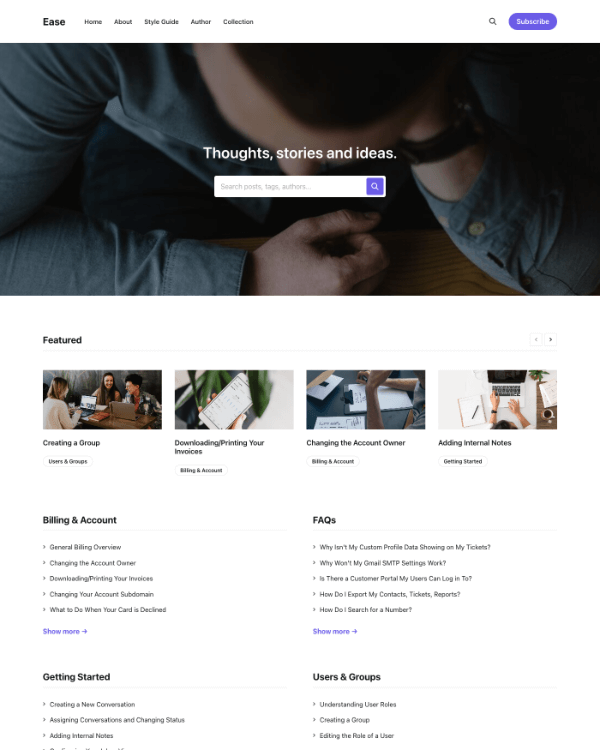 Ease
Home
About
Style Guide
Author
Collection
Subscribe
Thoughts, stories and ideas.
Search posts, tags, authors...
Featured
Creating a Group
Users & Groups
Downloading/Printing Your
Invoices
Billing & Account
Changing the Account Owner
Billing & Account
Adding Internal Notes
Getting Started
Billing & Account
General Billing Overview
Changing the Account Owner
Downloading/Printing Your Invoices
Changing Your Account Subdomain
What to Do When Your Card is Declined
Show more →
FAQs
Why Isn't My Custom Profile Data Showing on My Tickets?
Why Won't My Gmail SMTP Settings Work?
Is There a Customer Portal My Users Can Log in To?
How Do I Export My Contacts, Tickets, Reports?
How Do I Search for a Number?
Show more →
Getting Started
Creating a New Conversation
Assigning Conversations and Changing Status
Adding Internal Notes
Users & Groups
Understanding User Roles
Creating a Group
Editing the Role of a User